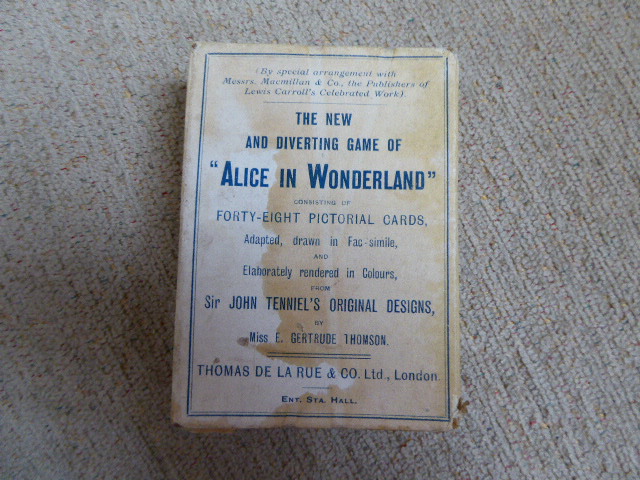 (By special arrangement with
Messrs. Macmillan & Co., the Publishers of
Lewis Carroll's Celebrated Work).
THE NEW
AND DIVERTING GAME OF
"ALICE IN WONDERLAND"
CONSISTING OF
FORTY-EIGHT PICTORIAL CARDS,
Adapted, drawn in Fac-simile,
AND
Elaborately rendered in Colours,
FROM
Sir JOHN TENNIEL'S ORIGINAL DESIGNS,
BY
Miss E. GERTRUDE THOMSON.
THOMAS DE LA RUE & CO. Ltd., London.
ENT. STA. HALL.